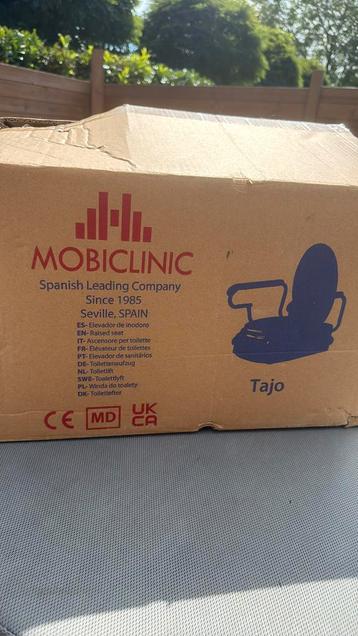 MOBICLINIC
Spanish Leading Company
Since 1985
Seville, SPAIN
ES- Elevador de inodoro
EN- Raised seat
IT- Ascensore per toilette
FR- Élevateur de toilettes
PT- Elevador de sanitários
DE- Toilettenaufzug
NL- Toiletlift
SWE- Toalettlyft
PL- Winda do toalety
DK- Toiletløfter
Tajo
CE MD UK
CA